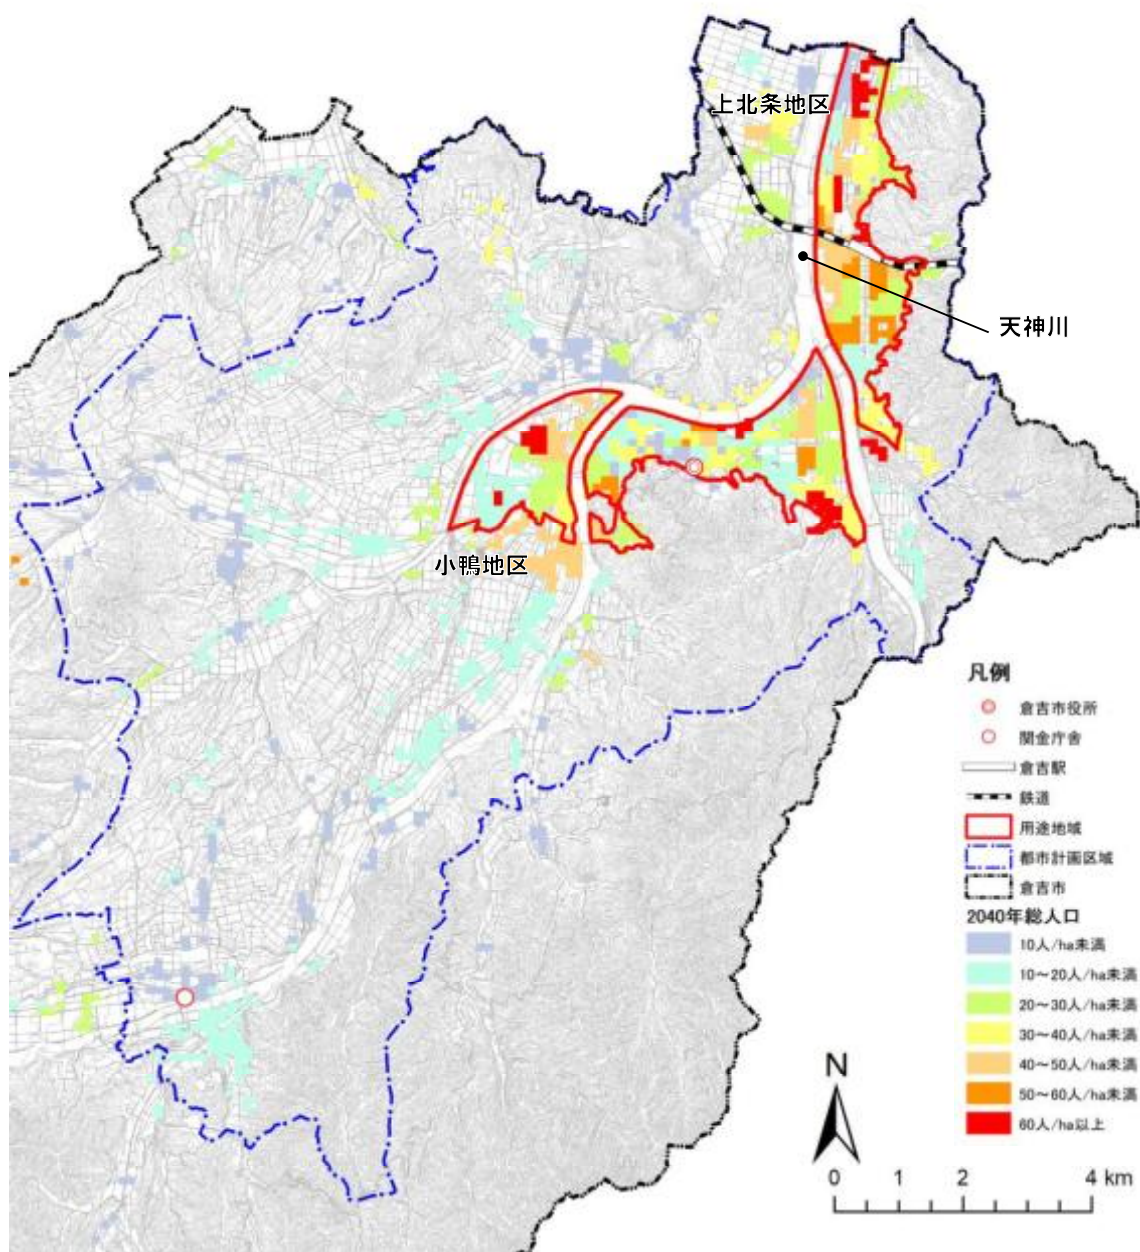 上北条地区
天神川
小鴨地区
凡例
倉吉市役所
関金庁舎
倉吉駅
鉄道
用途地域
都市計画区域
倉吉市
2040年総人口
10人/ha未満
10～20人/ha未満
20～30人/ha未満
30～40人/ha未満
40～50人/ha未満
50～60人/ha未満
60人/ha以上
N
0 1 2 4 km